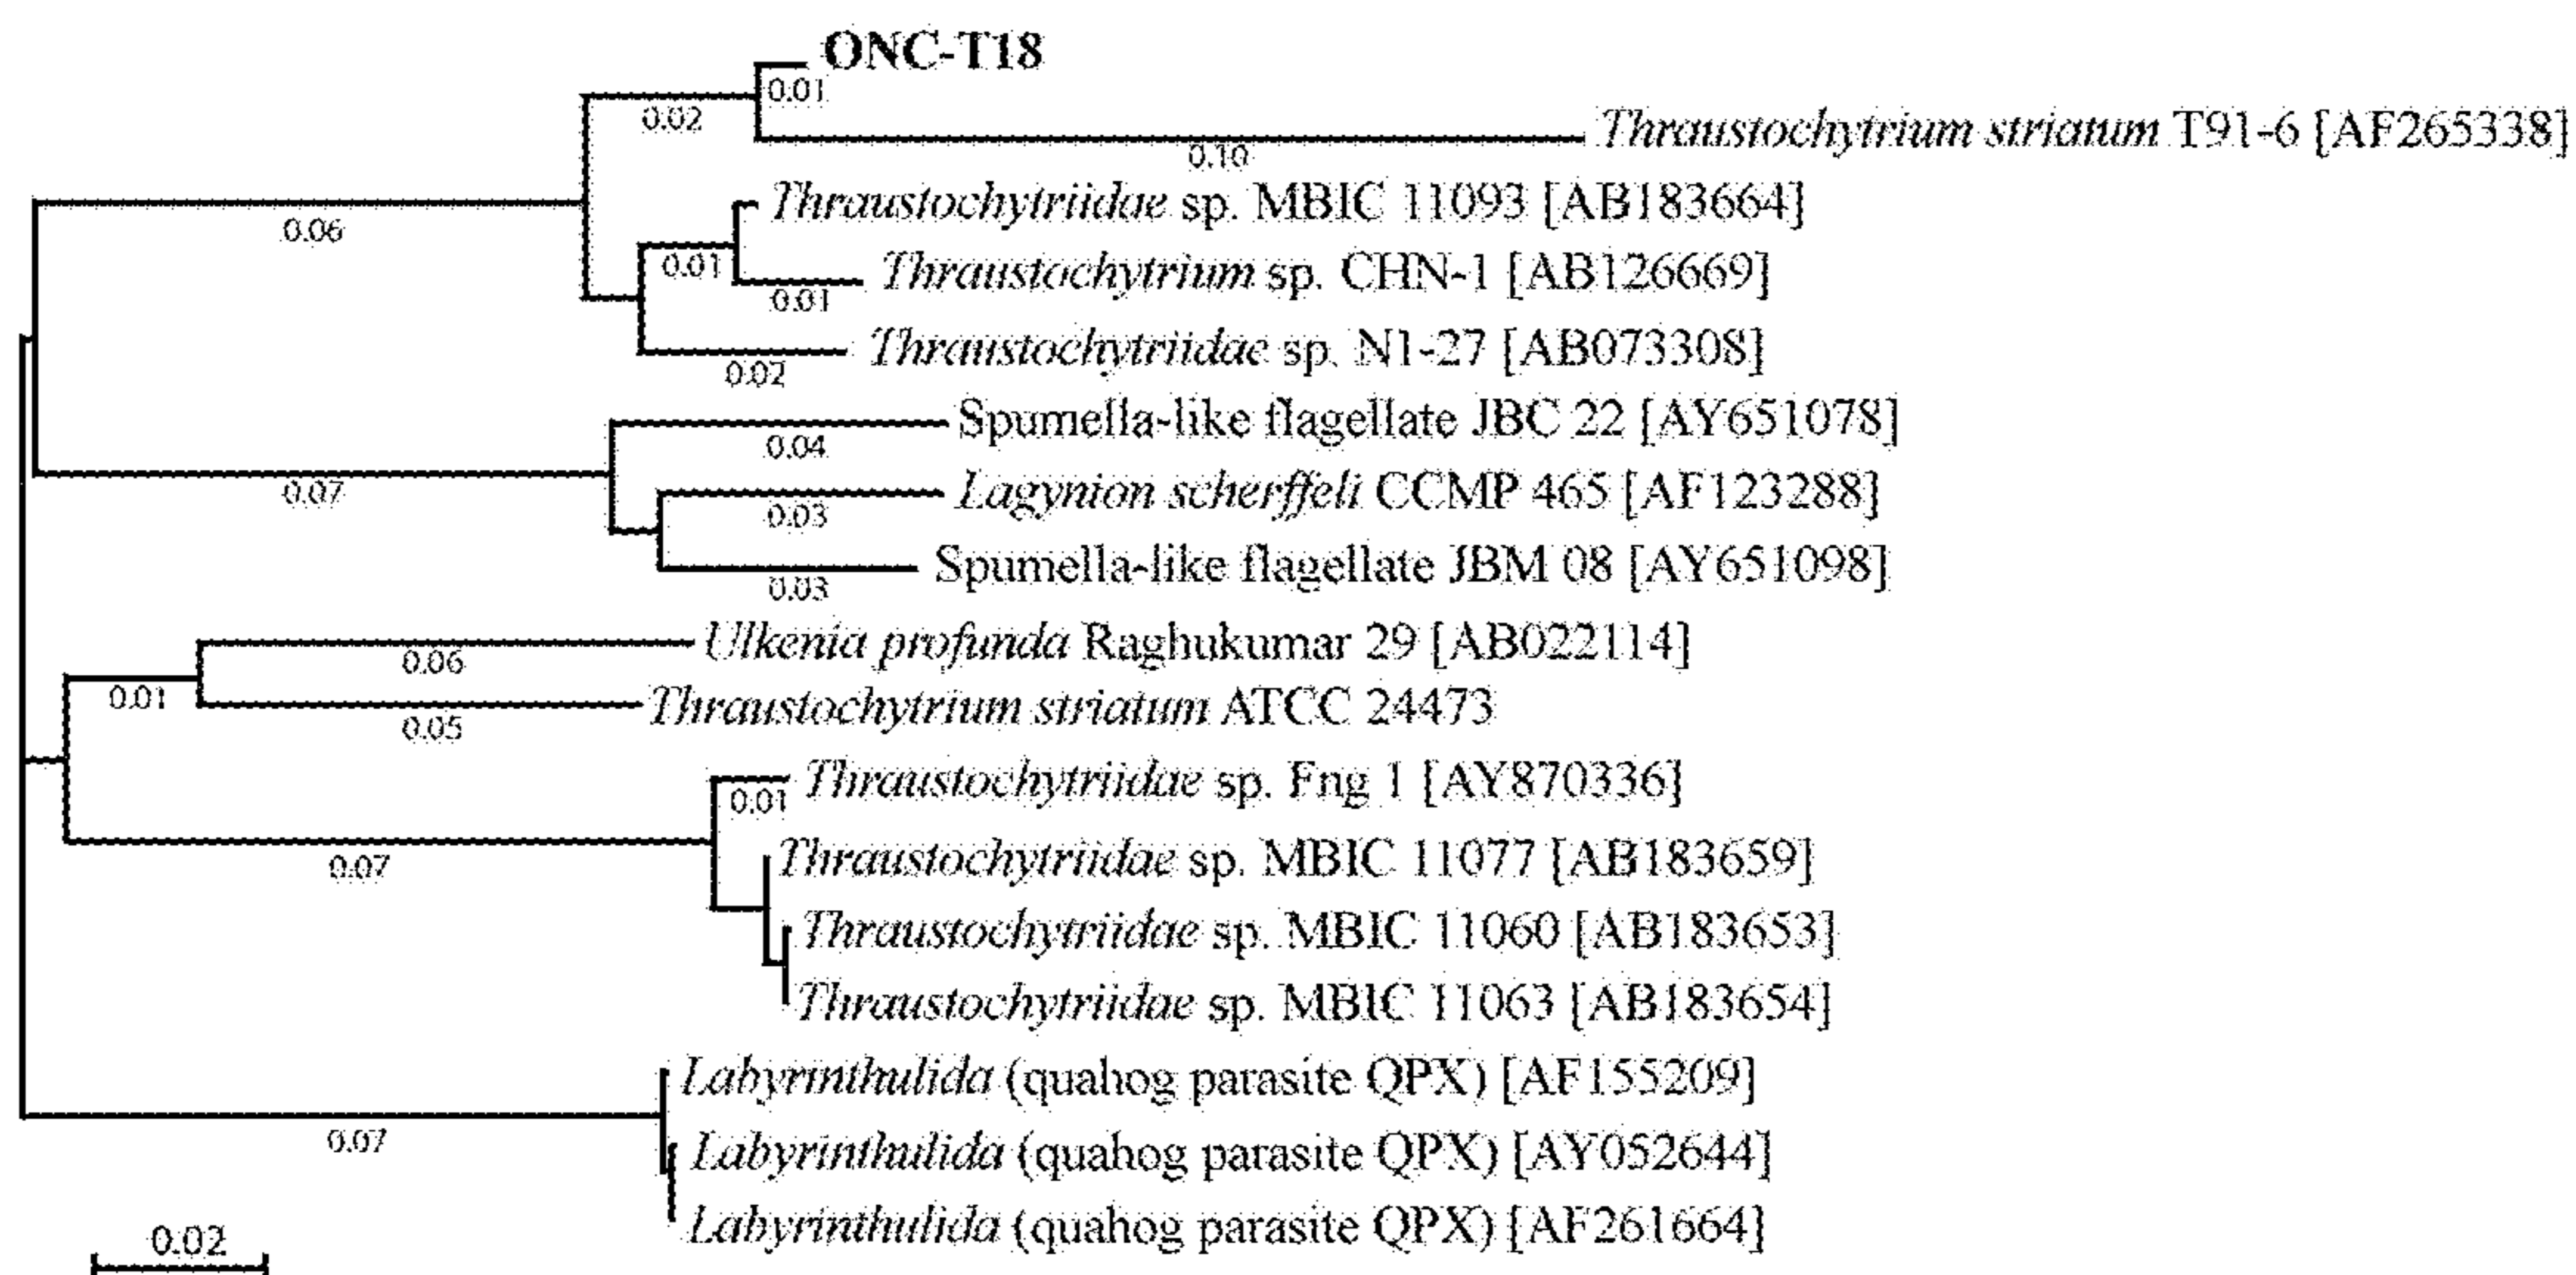 ONC-T18
0.01
0.02
Thraustochytrium striatum T91-6 [AF265338]
0.10
Thraustochytriidae sp. MBIC 11093 [AB183664]
0.06
0.01
Thraustochytrium sp. CHN-1 [AB126669]
0.01
Thraustochytriidae sp. N1-27 [AB073308]
0.02
Spumella-like flagellate JBC 22 [AY651078]
0.04
0.07
Lagynion scherffeli CCMP 465 [AF123288]
0.03
Spumella-like flagellate JBM 08 [AY651098]
0.03
Ulkenia profunda Raghukumar 29 [AB022114]
0.06
0.01
Thraustochytrium striatum ATCC 24473
0.05
Thraustochytriidae sp. Fng 1 [AY870336]
0.01
0.07
Thraustochytriidae sp. MBIC 11077 [AB183659]
Thraustochytriidae sp. MBIC 11060 [AB183653]
Thraustochytriidae sp. MBIC 11063 [AB183654]
Labyrinthulida (quahog parasite QPX) [AF155209]
0.07
Labyrinthulida (quahog parasite QPX) [AY052644]
Labyrinthulida (quahog parasite QPX) [AF261664]
0.02